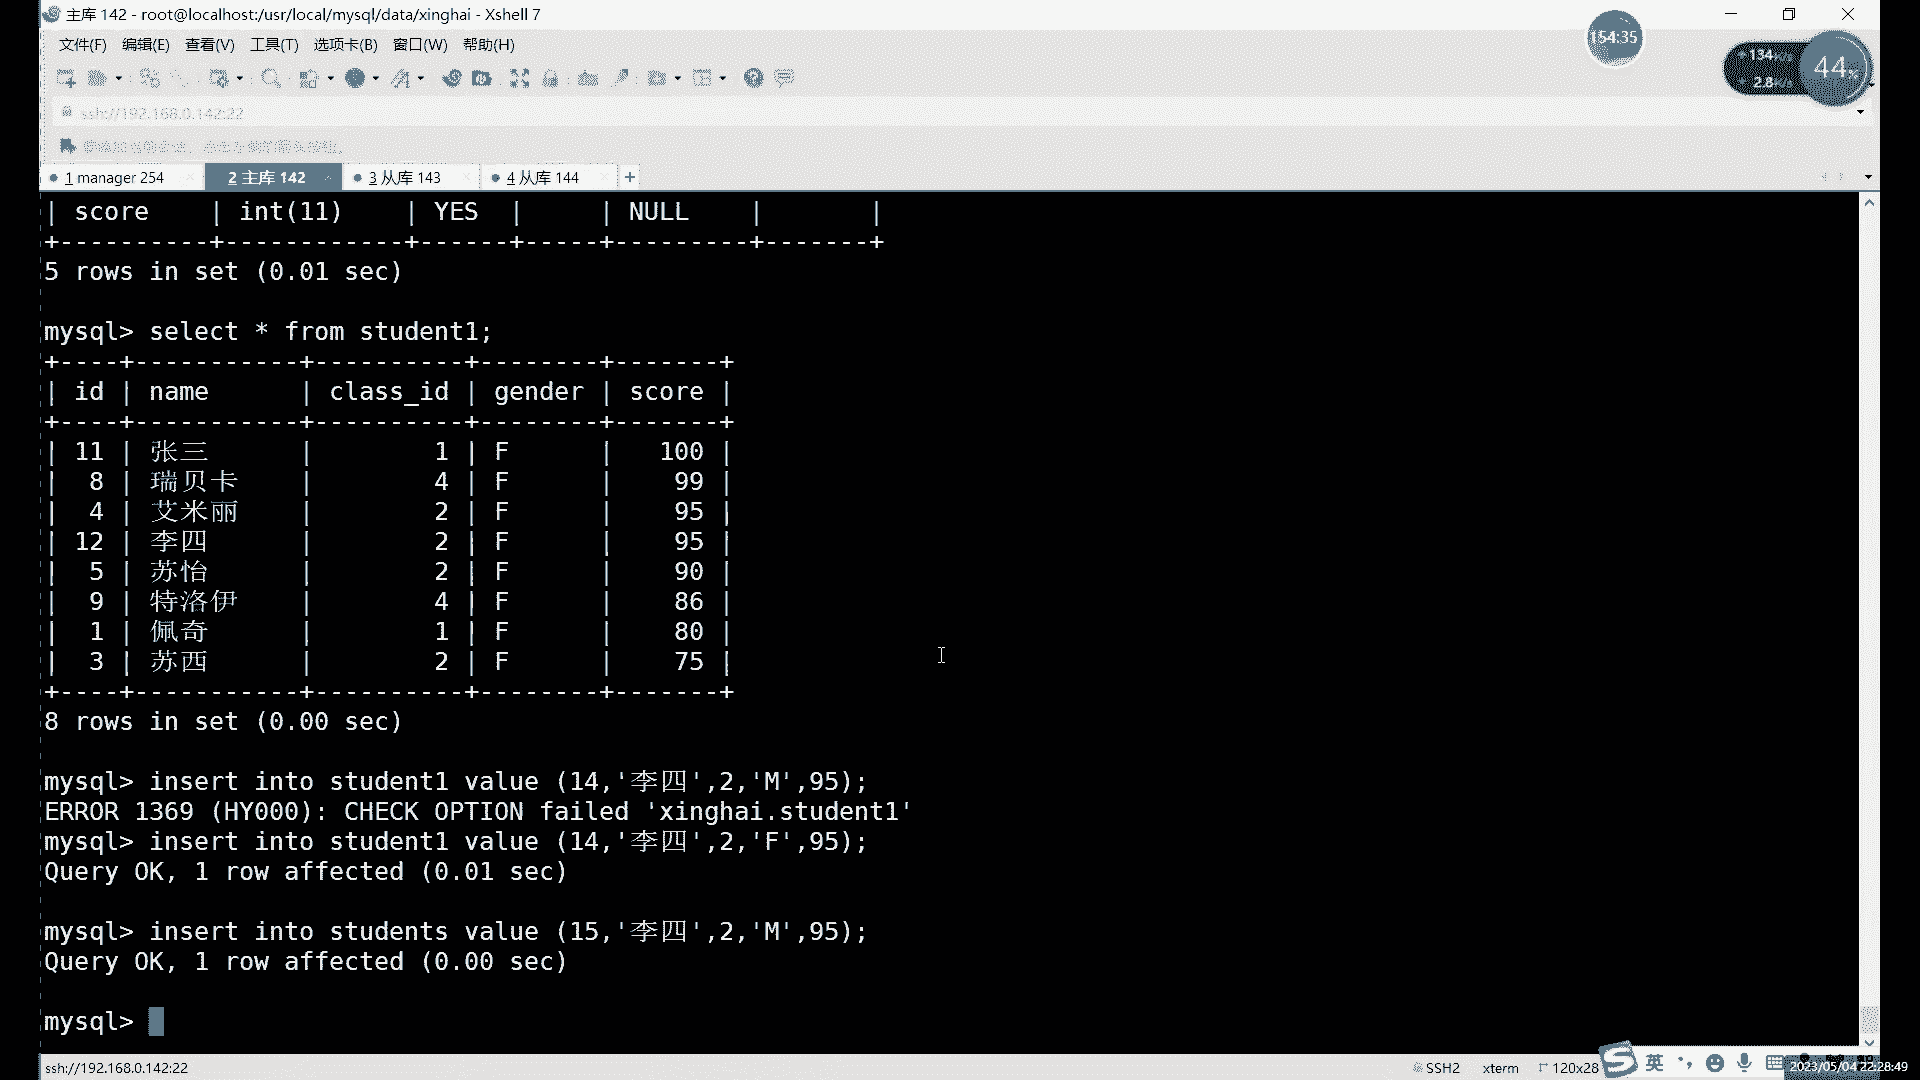 主库 142 - root@localhost:/usr/local/mysql/data/xinghai - Xshell 7
文件(F) 编辑(E) 查看(V) 工具(T) 选项卡(B) 窗口(W) 帮助(H)
154:35
134K/s
2.8K/s
44%
ssh://192.168.0.142:22
1 manager 254
2 主库 142
3 从库 143
4 从库 144
| score    | int(11)    | YES  |     | NULL    |       |
+----------+------------+------+-----+---------+-------+
5 rows in set (0.01 sec)
mysql> select * from student1;
+----+-----------+----------+--------+-------+
| id | name      | class_id | gender | score |
+----+-----------+----------+--------+-------+
| 11 | 张三      |        1 | F      |   100 |
|  8 | 瑞贝卡    |        4 | F      |    99 |
|  4 | 艾米丽    |        2 | F      |    95 |
| 12 | 李四      |        2 | F      |    95 |
|  5 | 苏怡      |        2 | F      |    90 |
|  9 | 特洛伊    |        4 | F      |    86 |
|  1 | 佩奇      |        1 | F      |    80 |
|  3 | 苏西      |        2 | F      |    75 |
+----+-----------+----------+--------+-------+
8 rows in set (0.00 sec)
mysql> insert into student1 value (14,'李四',2,'M',95);
ERROR 1369 (HY000): CHECK OPTION failed 'xinghai.student1'
mysql> insert into student1 value (14,'李四',2,'F',95);
Query OK, 1 row affected (0.01 sec)
mysql> insert into students value (15,'李四',2,'M',95);
Query OK, 1 row affected (0.00 sec)
mysql>
ssh://192.168.0.142:22
SSH2 xterm 120x28
英
2023/05/04 22:28:49